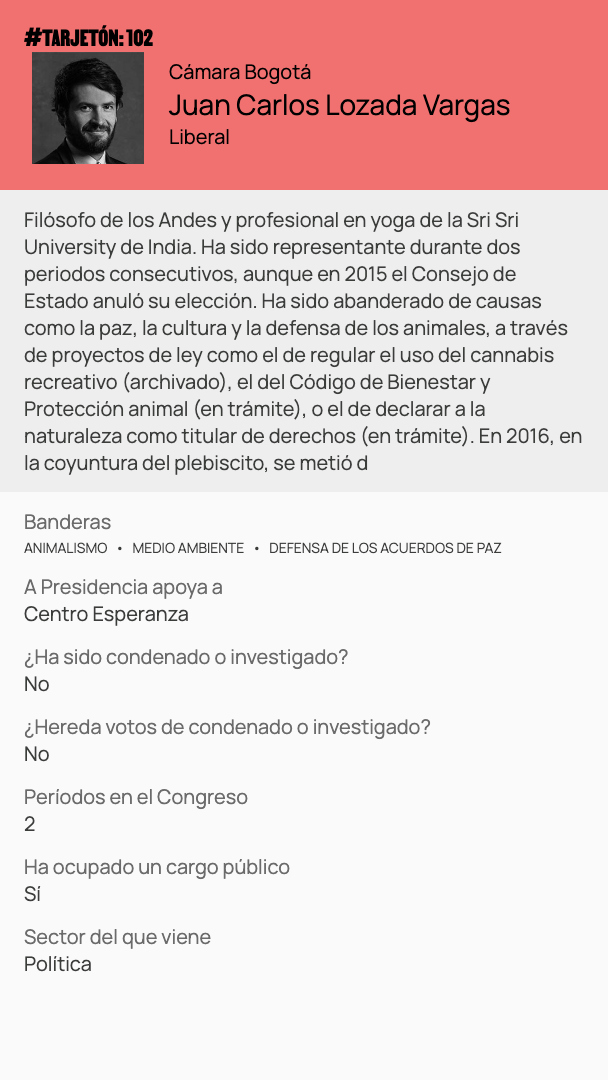 #TARJETÓN: 102
Cámara Bogotá
Juan Carlos Lozada Vargas
Liberal
Filósofo de los Andes y profesional en yoga de la Sri Sri
University de India. Ha sido representante durante dos
periodos consecutivos, aunque en 2015 el Consejo de
Estado anuló su elección. Ha sido abanderado de causas
como la paz, la cultura y la defensa de los animales, a través
de proyectos de ley como el de regular el uso del cannabis
recreativo (archivado), el del Código de Bienestar y
Protección animal (en trámite), o el de declarar a la
naturaleza como titular de derechos (en trámite). En 2016, en
la coyuntura del plebiscito, se metió d
Banderas
ANIMALISMO • MEDIO AMBIENTE • DEFENSA DE LOS ACUERDOS DE PAZ
A Presidencia apoya a
Centro Esperanza
¿Ha sido condenado o investigado?
No
¿Hereda votos de condenado o investigado?
No
Períodos en el Congreso
2
Ha ocupado un cargo público
Sí
Sector del que viene
Política